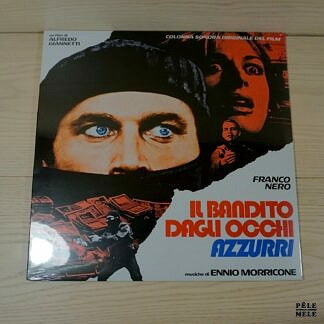 un film di
ALFREDO
GIANNETTI
COLONNA SONORA ORIGINALE DEL FILM
FRANCO
NERO
IL BANDITO
DAGLI OCCHI
AZZURRI
musiche di ENNIO MORRICONE
PÊLE
MÊLE